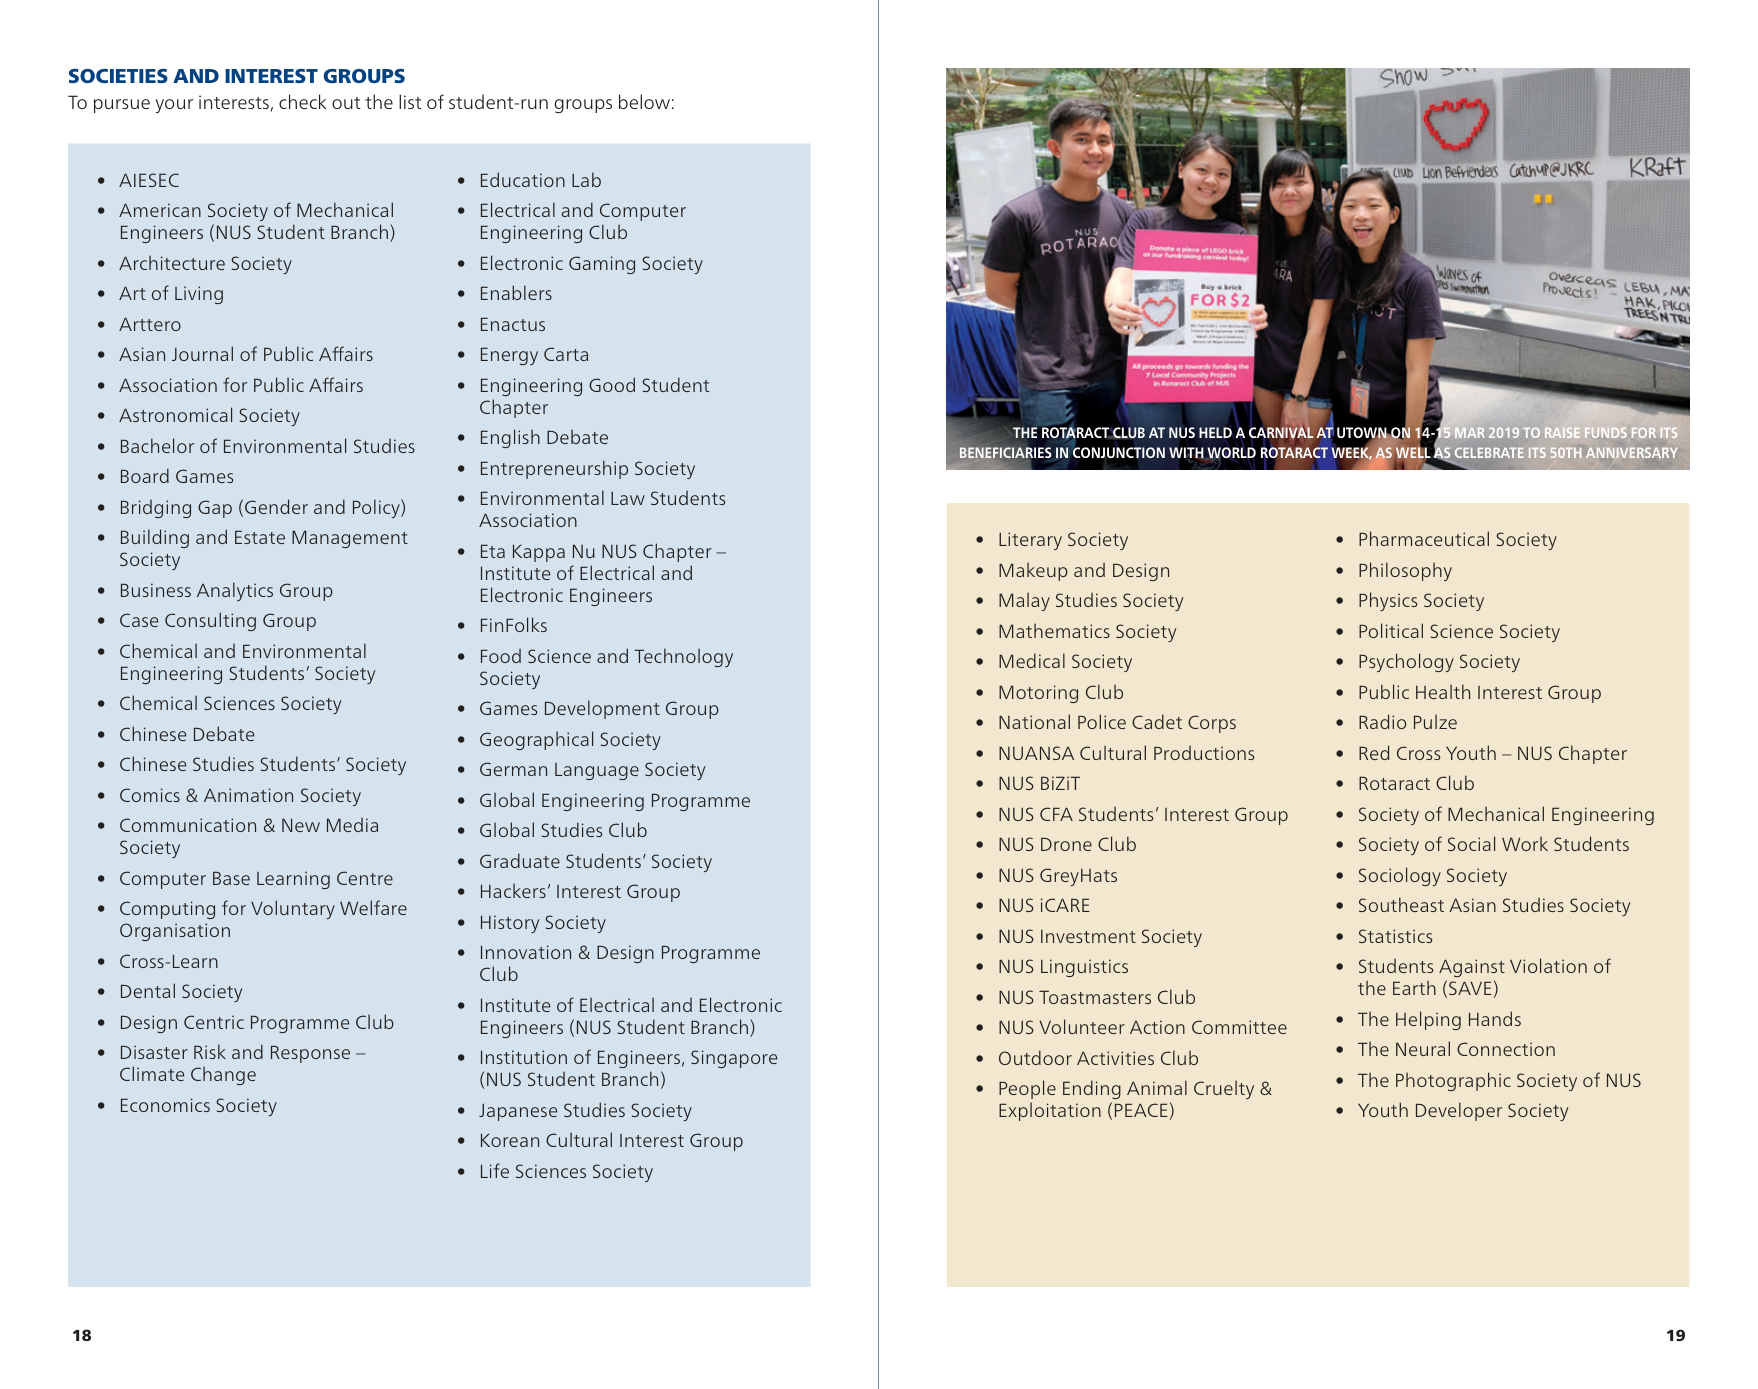 SOCIETIES AND INTEREST GROUPS
To pursue your interests, check out the list of student-run groups below:
• AIESEC
• American Society of Mechanical
Engineers (NUS Student Branch)
• Architecture Society
• Art of Living
• Arttero
• Asian Journal of Public Affairs
• Association for Public Affairs
• Astronomical Society
• Bachelor of Environmental Studies
• Board Games
• Bridging Gap (Gender and Policy)
• Building and Estate Management
Society
• Business Analytics Group
• Case Consulting Group
• Chemical and Environmental
Engineering Students’ Society
• Chemical Sciences Society
• Chinese Debate
• Chinese Studies Students’ Society
• Comics & Animation Society
• Communication & New Media
Society
• Computer Base Learning Centre
• Computing for Voluntary Welfare
Organisation
• Cross-Learn
• Dental Society
• Design Centric Programme Club
• Disaster Risk and Response –
Climate Change
• Economics Society
• Education Lab
• Electrical and Computer
Engineering Club
• Electronic Gaming Society
• Enablers
• Enactus
• Energy Carta
• Engineering Good Student
Chapter
• English Debate
• Entrepreneurship Society
• Environmental Law Students
Association
• Eta Kappa Nu NUS Chapter –
Institute of Electrical and
Electronic Engineers
• FinFolks
• Food Science and Technology
Society
• Games Development Group
• Geographical Society
• German Language Society
• Global Engineering Programme
• Global Studies Club
• Graduate Students’ Society
• Hackers’ Interest Group
• History Society
• Innovation & Design Programme
Club
• Institute of Electrical and Electronic
Engineers (NUS Student Branch)
• Institution of Engineers, Singapore
(NUS Student Branch)
• Japanese Studies Society
• Korean Cultural Interest Group
• Life Sciences Society
18
Show
CLUB Lion Befrienders CatchUP@JKRC KRaft
Waves of
overceas
Projects!
LEBU,
HAK,
TREES N
NUS
ROTARAC
Donate a piece of LEGO brick
at our fundraising carnival today!
Buy a brick
FOR $2
All proceeds go towards funding the
7 Local Community Projects
in Rotaract Club of NUS
THE ROTARACT CLUB AT NUS HELD A CARNIVAL AT UTOWN ON 14-15 MAR 2019 TO RAISE FUNDS FOR ITS
BENEFICIARIES IN CONJUNCTION WITH WORLD ROTARACT WEEK, AS WELL AS CELEBRATE ITS 50TH ANNIVERSARY
• Literary Society
• Makeup and Design
• Malay Studies Society
• Mathematics Society
• Medical Society
• Motoring Club
• National Police Cadet Corps
• NUANSA Cultural Productions
• NUS BiZiT
• NUS CFA Students’ Interest Group
• NUS Drone Club
• NUS GreyHats
• NUS iCARE
• NUS Investment Society
• NUS Linguistics
• NUS Toastmasters Club
• NUS Volunteer Action Committee
• Outdoor Activities Club
• People Ending Animal Cruelty &
Exploitation (PEACE)
• Pharmaceutical Society
• Philosophy
• Physics Society
• Political Science Society
• Psychology Society
• Public Health Interest Group
• Radio Pulze
• Red Cross Youth – NUS Chapter
• Rotaract Club
• Society of Mechanical Engineering
• Society of Social Work Students
• Sociology Society
• Southeast Asian Studies Society
• Statistics
• Students Against Violation of
the Earth (SAVE)
• The Helping Hands
• The Neural Connection
• The Photographic Society of NUS
• Youth Developer Society
19